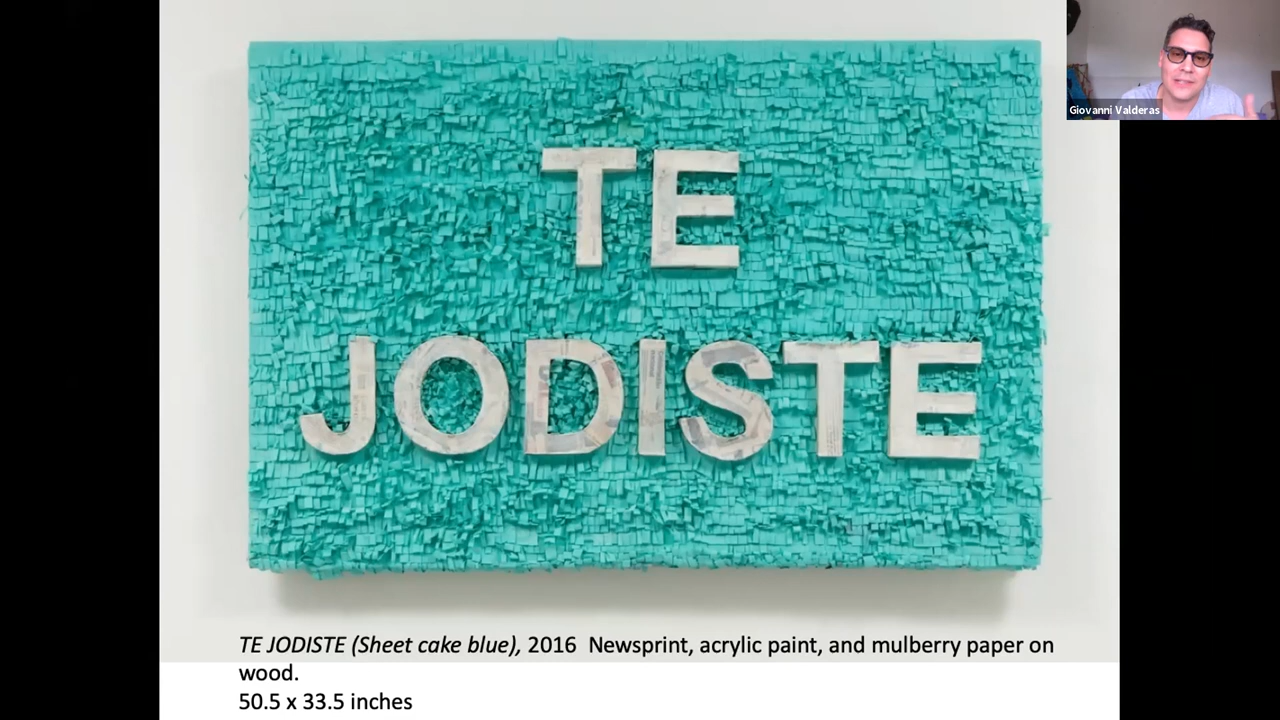 TE
JODISTE
Giovanni Valderas
TE JODISTE (Sheet cake blue), 2016  Newsprint, acrylic paint, and mulberry paper on
wood.
50.5 x 33.5 inches